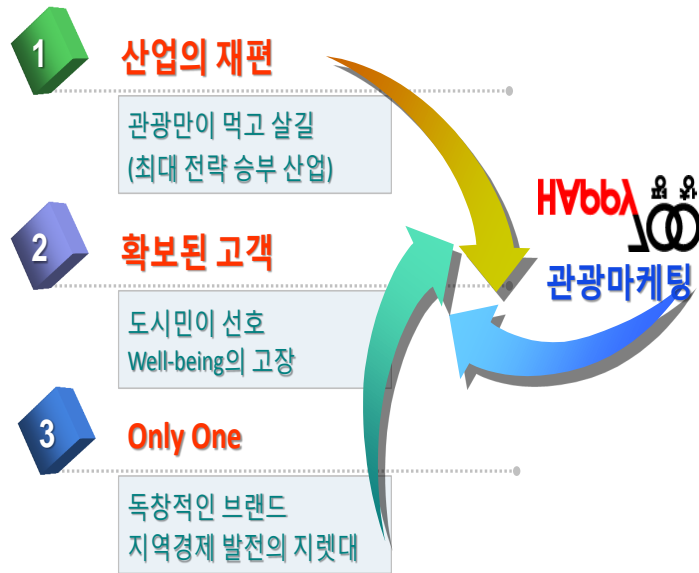 1
산업의 재편
관광만이 먹고 살길
(최대 전략 승부 산업)
2
확보된 고객
도시민이 선호
Well-being의 고장
3
Only One
독창적인 브랜드
지역경제 발전의 지렛대
HAppy
700
평창
관광마케팅